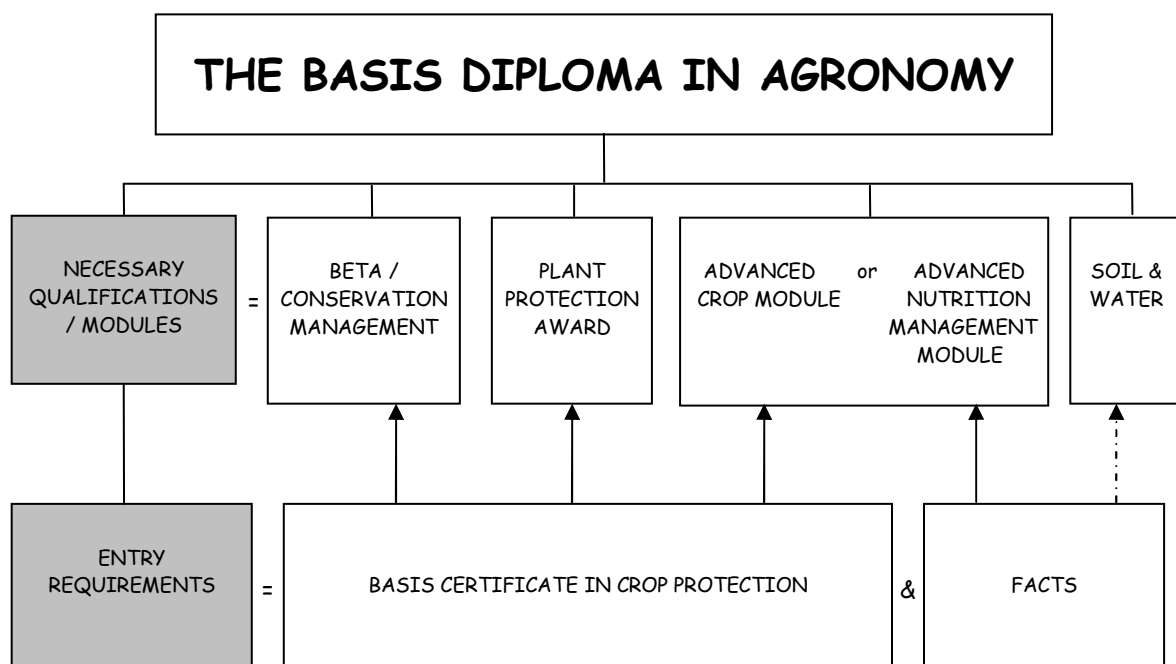 THE BASIS DIPLOMA IN AGRONOMY
NECESSARY
QUALIFICATIONS
/ MODULES
=
BETA /
CONSERVATION
MANAGEMENT
PLANT
PROTECTION
AWARD
ADVANCED
CROP MODULE
or
ADVANCED
NUTRITION
MANAGEMENT
MODULE
SOIL &
WATER
ENTRY
REQUIREMENTS
=
BASIS CERTIFICATE IN CROP PROTECTION
&
FACTS